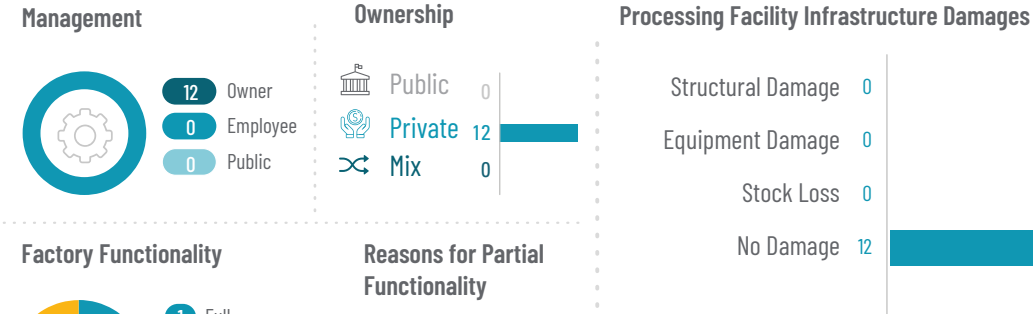 Management
12 Owner
0 Employee
0 Public
Ownership
Public 0
Private 12
Mix 0
Processing Facility Infrastructure Damages
Structural Damage 0
Equipment Damage 0
Stock Loss 0
No Damage 12
Factory Functionality
Reasons for Partial
Functionality